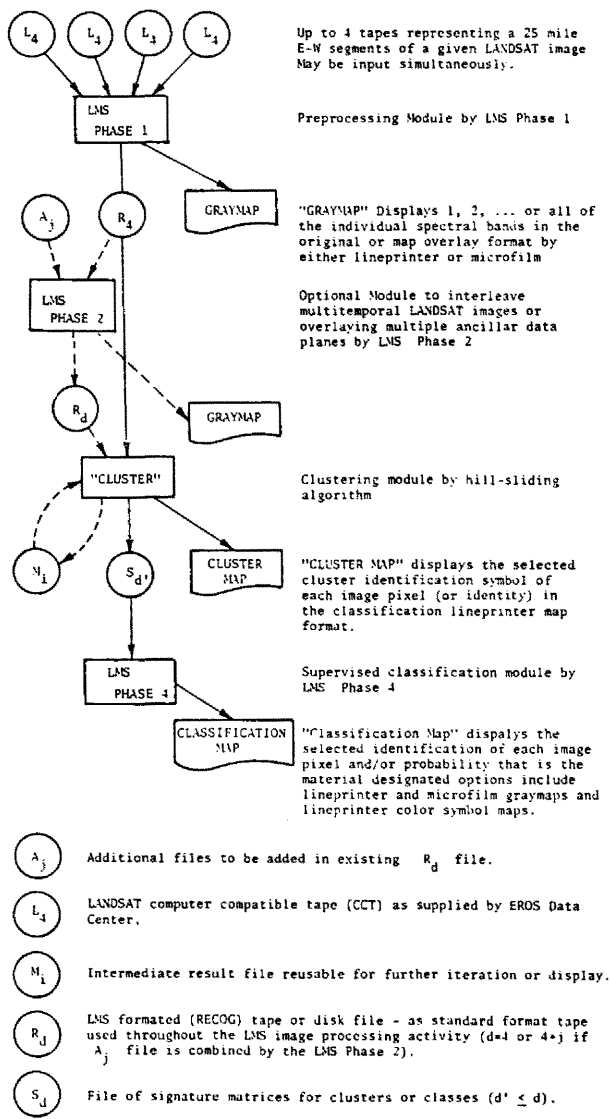 L4 L4 L4 L4
Up to 4 tapes representing a 25 mile
E-W segments of a given LANDSAT image
May be input simultaneously.
LMS
PHASE 1
Preprocessing Module by LMS Phase 1
GRAYMAP
Aj
R4
"GRAYMAP" Displays 1, 2, ... or all of
the individual spectral bands in the
original or map overlay format by
either lineprinter or microfilm
LMS
PHASE 2
Optional Module to interleave
multitemporal LANDSAT images or
overlaying multiple ancillar data
planes by LMS Phase 2
Rd
GRAYMAP
"CLUSTER"
Clustering module by hill-sliding
algorithm
Mi
Sd'
CLUSTER
MAP
"CLUSTER MAP" displays the selected
cluster identification symbol of
each image pixel (or identity) in
the classification lineprinter map
format.
LMS
PHASE 4
Supervised classification module by
LMS Phase 4
CLASSIFICATION
MAP
"Classification Map" dispalys the
selected identification of each image
pixel and/or probability that is the
material designated options include
lineprinter and microfilm graymaps and
lineprinter color symbol maps.
Aj Additional files to be added in existing Rd file.
L4 LANDSAT computer compatible tape (CCT) as supplied by EROS Data
Center.
Mi Intermediate result file reusable for further iteration or display.
Rd LMS formated (RECOG) tape or disk file - as standard format tape
used throughout the LMS image processing activity (d=4 or 4+j if
Aj file is combined by the LMS Phase 2).
Sd File of signature matrices for clusters or classes (d' ≤ d).